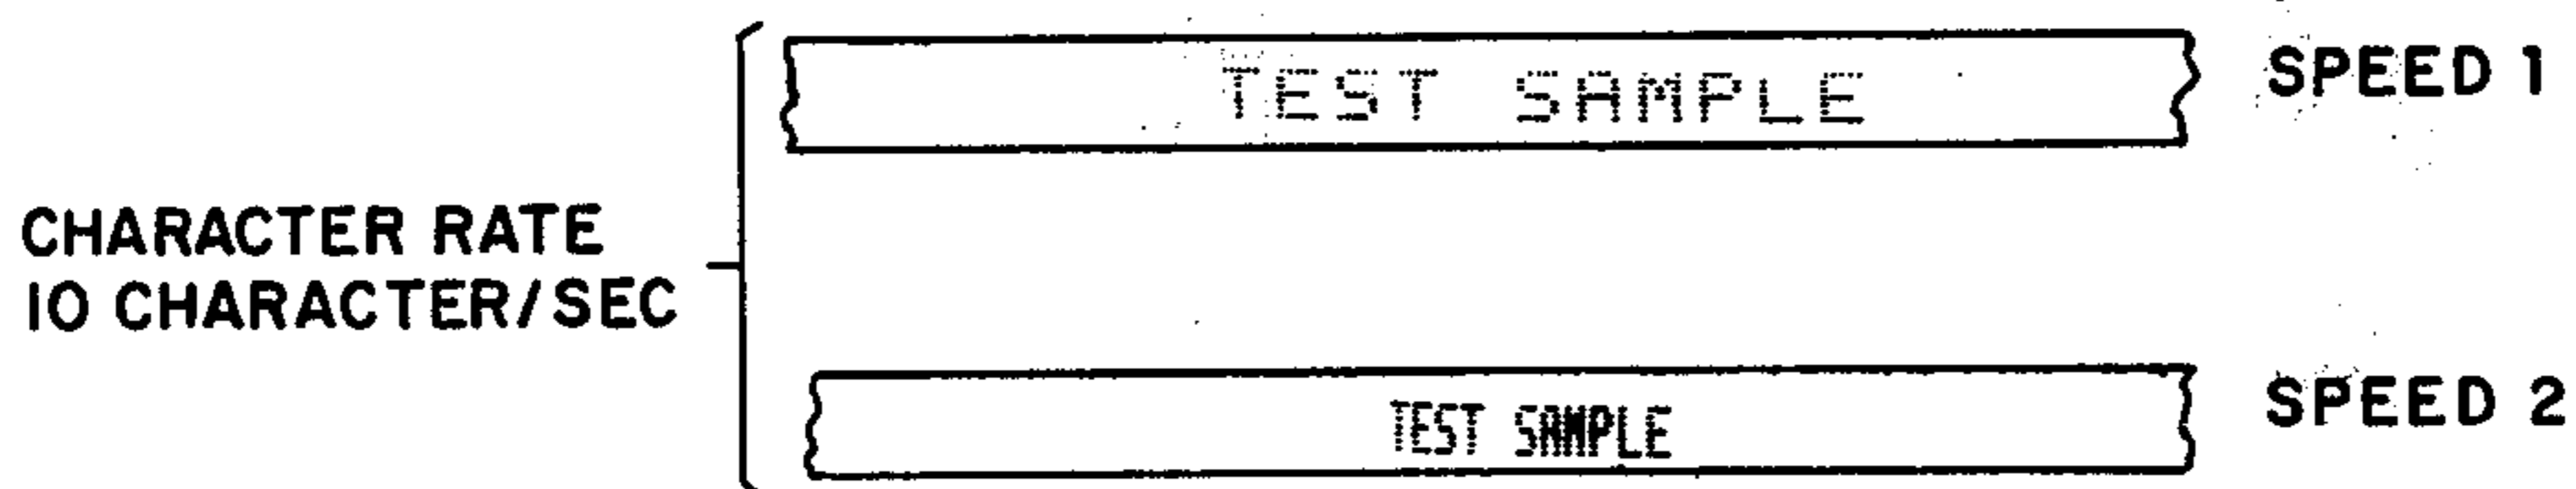 TEST SAMPLE SPEED 1
CHARACTER RATE
10 CHARACTER/SEC
TEST SAMPLE SPEED 2